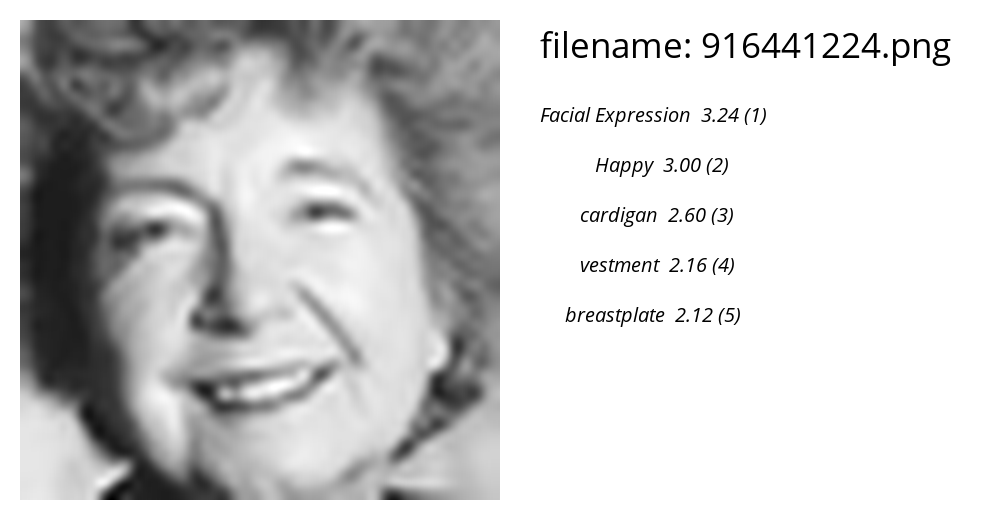 filename: 916441224.png
Facial Expression 3.24 (1)
Happy 3.00 (2)
cardigan 2.60 (3)
vestment 2.16 (4)
breastplate 2.12 (5)